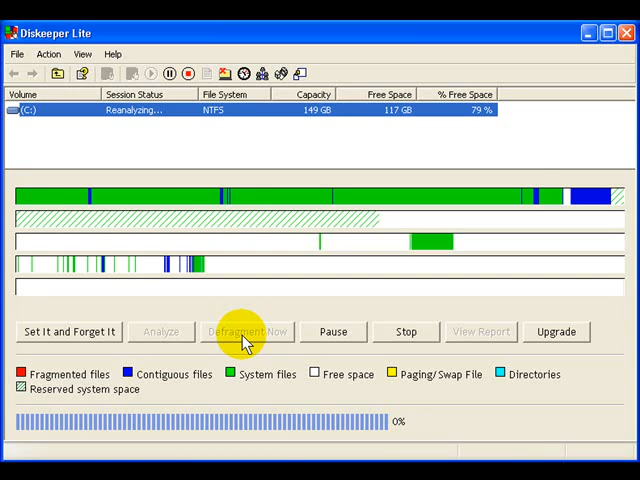 Diskeeper Lite
File Action View Help
Volume Session Status File System Capacity Free Space % Free Space
(C:) Reanalyzing... NTFS 149 GB 117 GB 79 %
Set It and Forget It Analyze Defragment Now Pause Stop View Report Upgrade
Fragmented files Contiguous files System files Free space Paging/Swap File Directories
Reserved system space
0%